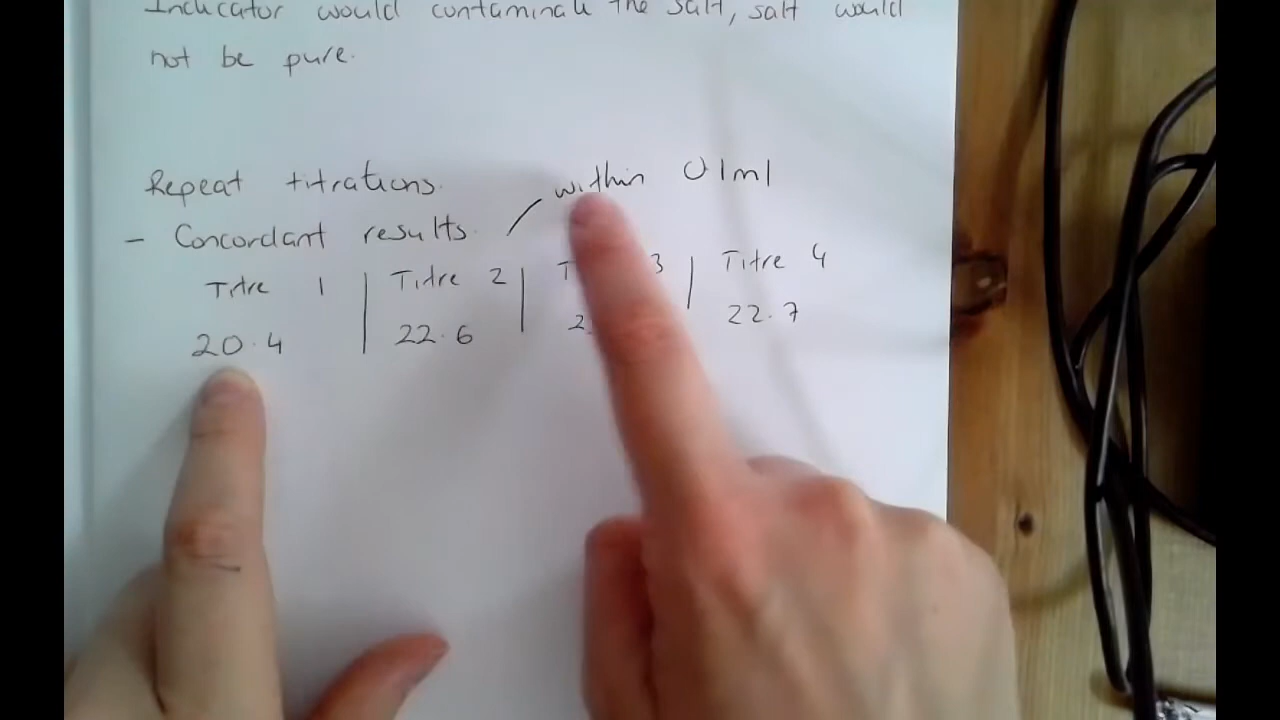 Indicator would contaminate the salt, salt would
not be pure.
Repeat titrations.
within 0.1ml
- Concordant results.
Titre 1 | Titre 2 | 3 | Titre 4
20.4 | 22.6 | 22.7